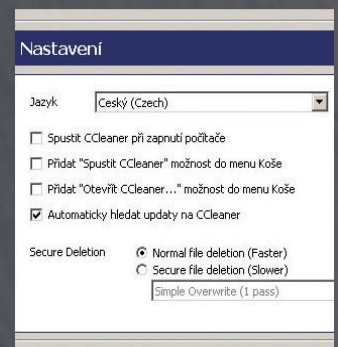 Nastavení
Jazyk Český (Czech)
Spustit CCleaner při zapnutí počítače
Přidat "Spustit CCleaner" možnost do menu Koše
Přidat "Otevřít CCleaner..." možnost do menu Koše
Automaticky hledat updaty na CCleaner
Secure Deletion Normal file deletion (Faster)
Secure file deletion (Slower)
Simple Overwrite (1 pass)